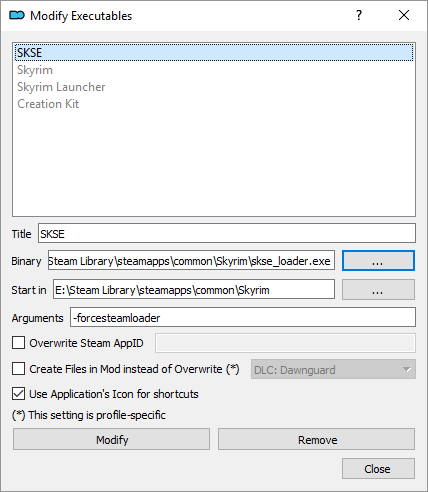 Modify Executables
?
SKSE
Skyrim
Skyrim Launcher
Creation Kit
Title SKSE
Binary Steam Library\steamapps\common\Skyrim\skse_loader.exe ...
Start in E:\Steam Library\steamapps\common\Skyrim ...
Arguments -forcesteamloader
Overwrite Steam AppID
Create Files in Mod instead of Overwrite (*) DLC: Dawnguard
Use Application's Icon for shortcuts
(*) This setting is profile-specific
Modify Remove
Close